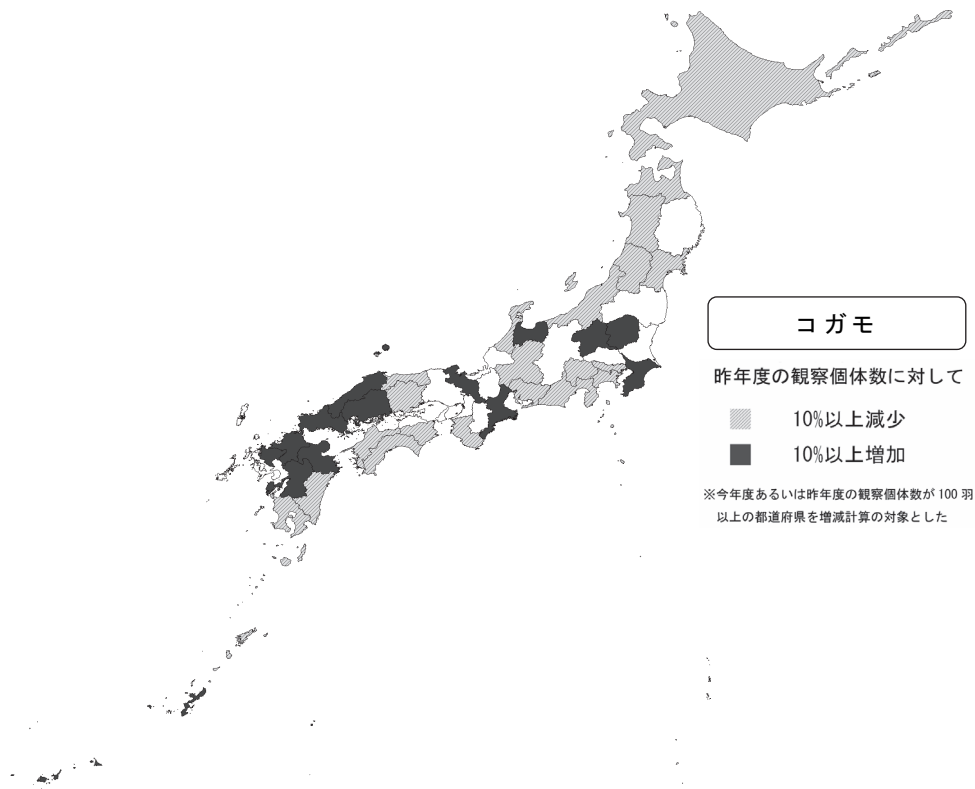 コガモ
昨年度の観察個体数に対して
10%以上減少
10%以上増加
※今年度あるいは昨年度の観察個体数が100羽
以上の都道府県を増減計算の対象とした